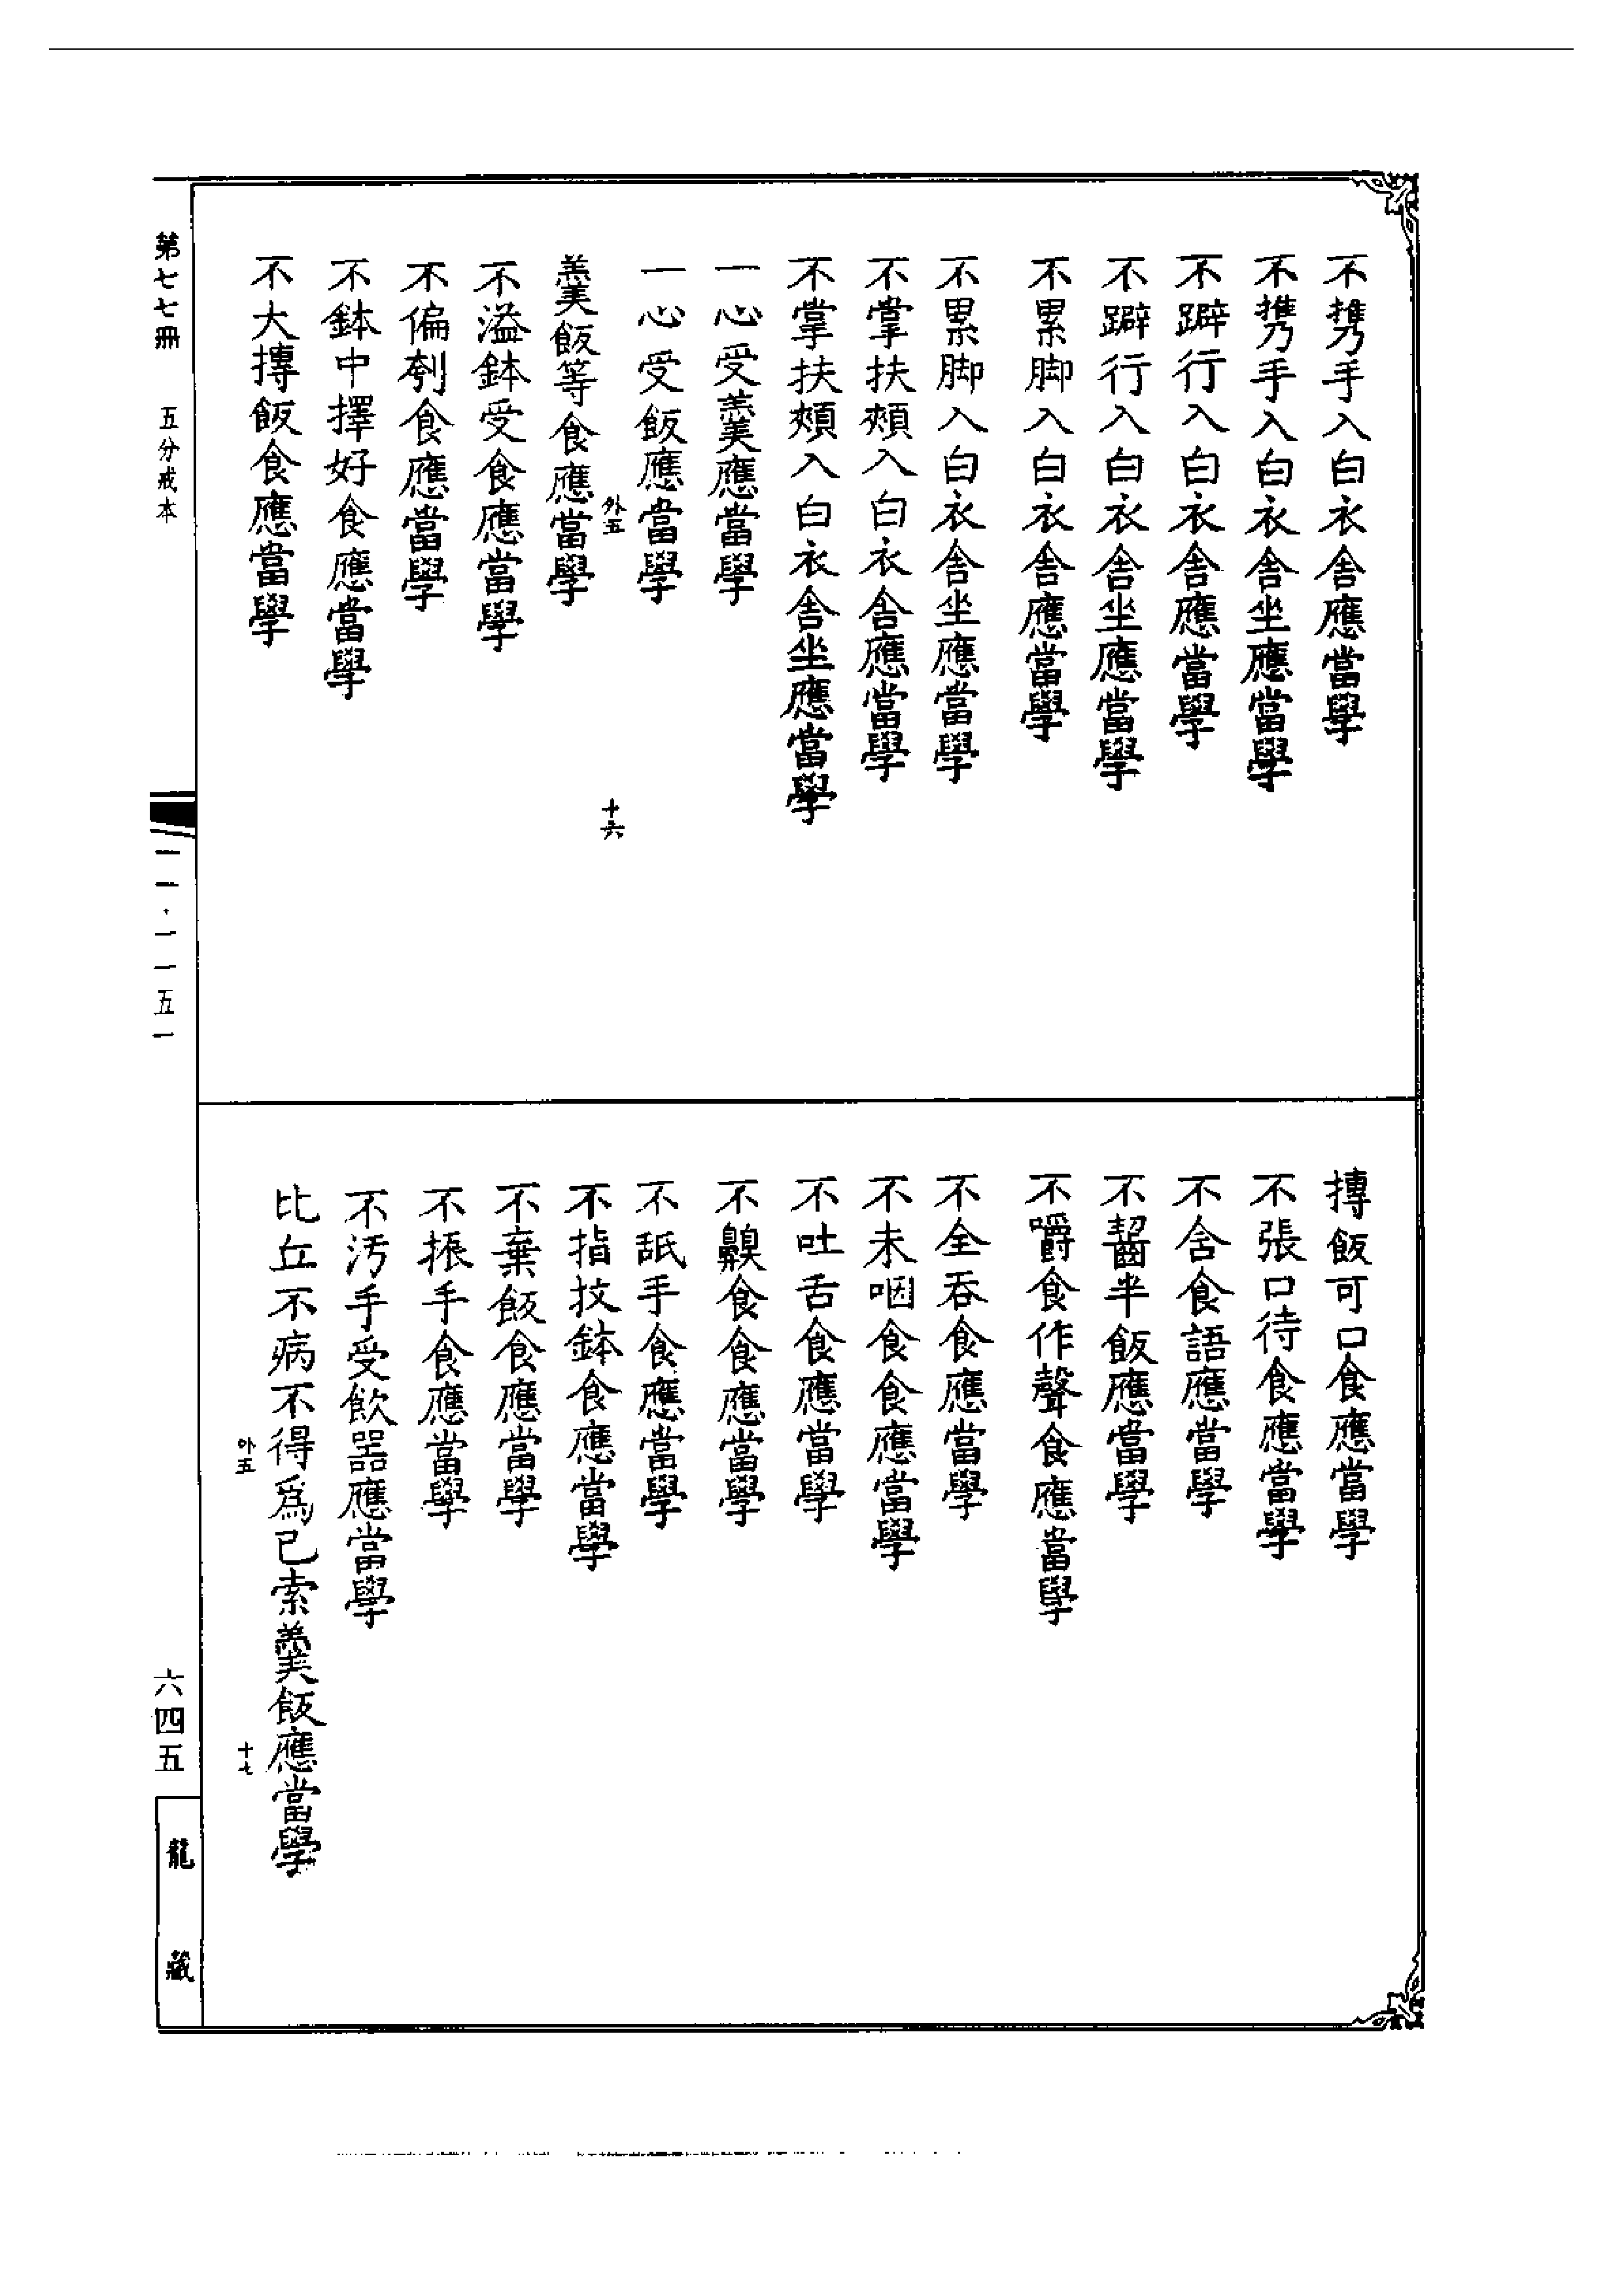 不攜手入白衣舍應當學
不攜手入白衣舍坐應當學
不躃行入白衣舍應當學
不躃行入白衣舍坐應當學
不累脚入白衣舍應當學
不累脚入白衣舍坐應當學
不掌扶頰入白衣舍應當學
不掌扶頰入白衣舍坐應當學
一心受羹應當學
一心受飯應當學
外五
十六
羹飯等食應當學
不溢鉢受食應當學
不偏刳食應當學
不鉢中擇好食應當學
不大摶飯食應當學
摶飯可口食應當學
不張口待食應當學
不含食語應當學
不齧半飯應當學
不嚼食作聲食應當學
不全吞食應當學
不未咽食食應當學
不吐舌食應當學
不齅食食應當學
不舐手食應當學
不指抆鉢食應當學
不棄飯食應當學
不振手食應當學
不汚手受飲器應當學
比丘不病不得爲已索羹飯應當學
外五
十七
第七七冊
五分戒本
一一·一一五一
六四五
龍藏